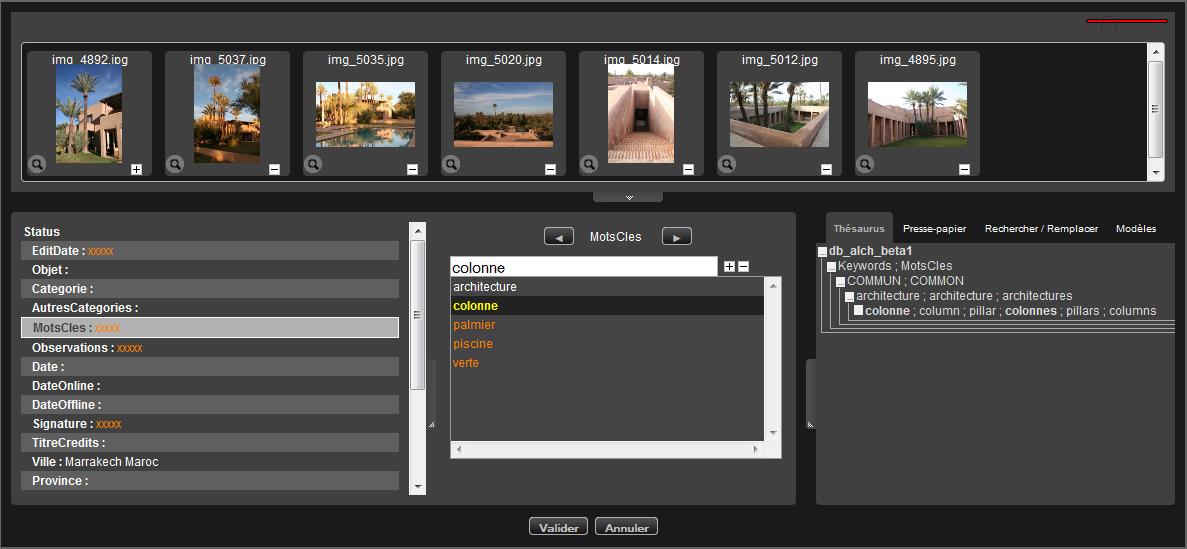 img_4892.jpg img_5037.jpg img_5035.jpg img_5020.jpg img_5014.jpg img_5012.jpg img_4895.jpg
Status
EditDate : xxxxx
Objet :
Categorie :
AutresCategories :
MotsCles : xxxxx
Observations : xxxxx
Date :
DateOnline :
DateOffline :
Signature : xxxxx
TitreCredits :
Ville : Marrakech Maroc
Province :
MotsCles
colonne
architecture
colonne
palmier
piscine
verte
Thésaurus Presse-papier Rechercher / Remplacer Modèles
db_alch_beta1
Keywords ; MotsCles
COMMUN ; COMMON
architecture ; architecture ; architectures
colonne ; column ; pillar ; colonnes ; pillars ; columns
Valider Annuler